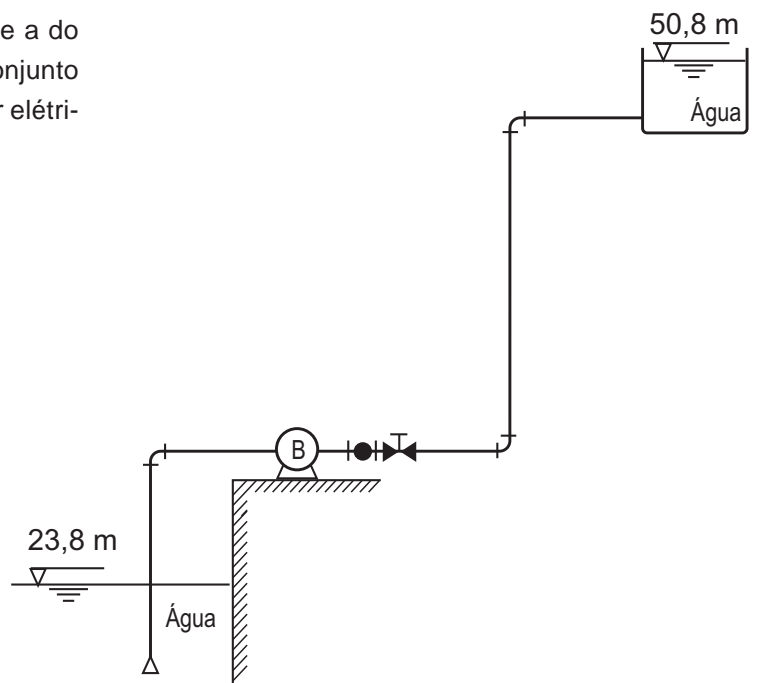 e a do
onjunto
r elétri-
50,8 m
Água
B
23,8 m
Água